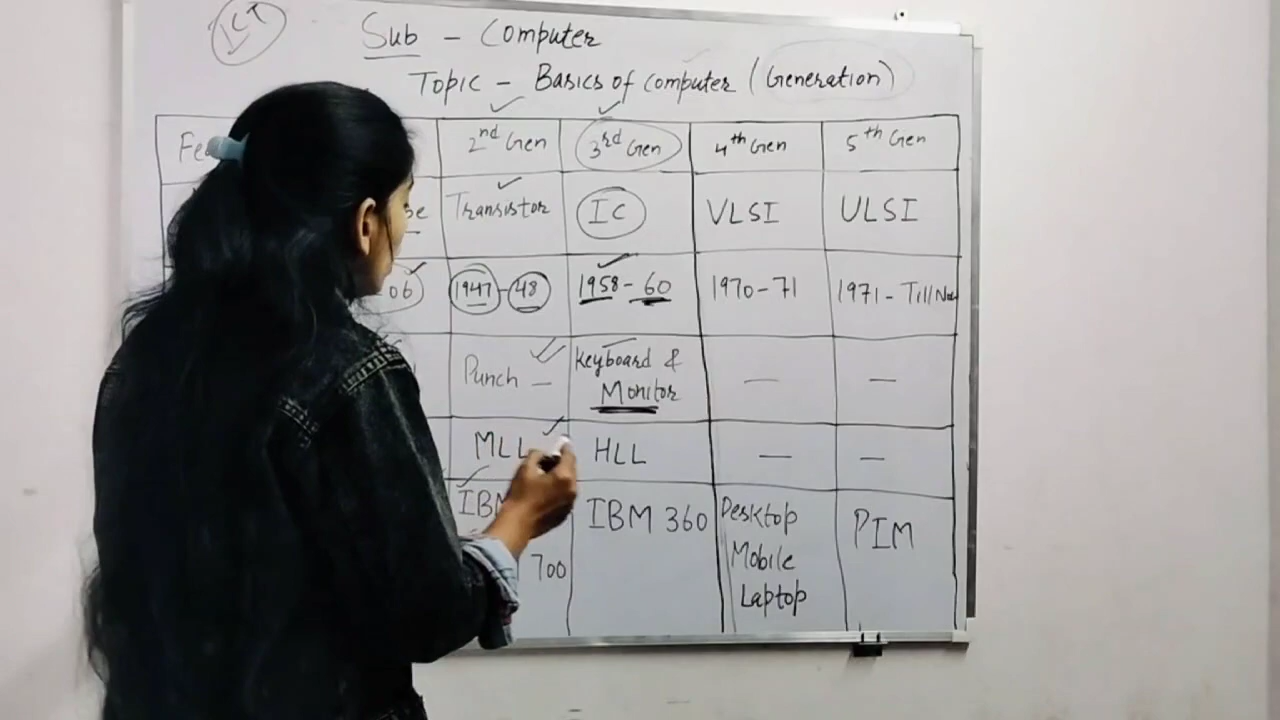 ICT
Sub - Computer
Topic - Basics of Computer (Generation)
2nd Gen 3rd Gen 4th Gen 5th Gen
Transistor IC VLSI ULSI
1947-48 1958-60 1970-71 1971-Till Now
Punch - Keyboard & - -
Monitor
MLL HLL - -
IBM IBM 360 Desktop PIM
700 Mobile
Laptop